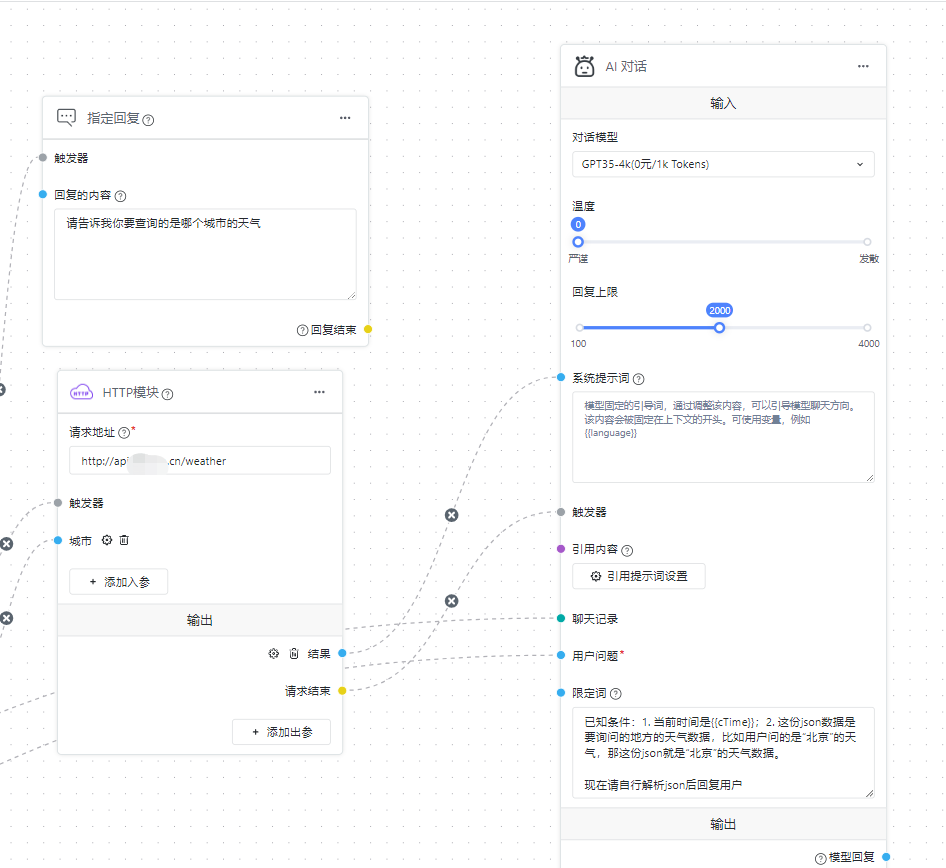 指定回复
触发器
回复的内容
请告诉我你要查询的是哪个城市的天气
回复结束
HTTP
HTTP模块
请求地址*
http://api .cn/weather
触发器
城市
+ 添加入参
输出
结果
请求结束
+ 添加出参
AI 对话
输入
对话模型
GPT35-4k(0元/1k Tokens)
温度
0
严谨
发散
回复上限
2000
100
4000
系统提示词
模型固定的引导词，通过调整该内容，可以引导模型聊天方向。
该内容会被固定在上下文的开头。可使用变量，例如
{{language}}
触发器
引用内容
引用提示词设置
聊天记录
用户问题*
限定词
已知条件：1. 当前时间是{{cTime}}；2. 这份json数据是
要询问的地方的天气数据，比如用户问的是“北京”的天
气，那这份json就是“北京”的天气数据。
现在请自行解析json后回复用户
输出
模型回复